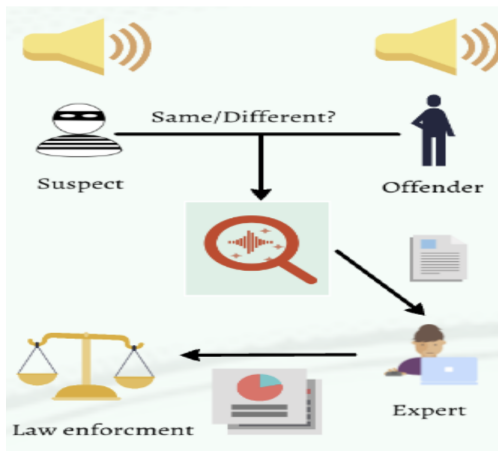 Same/Different?
Suspect
Offender
Expert
Law enforcment